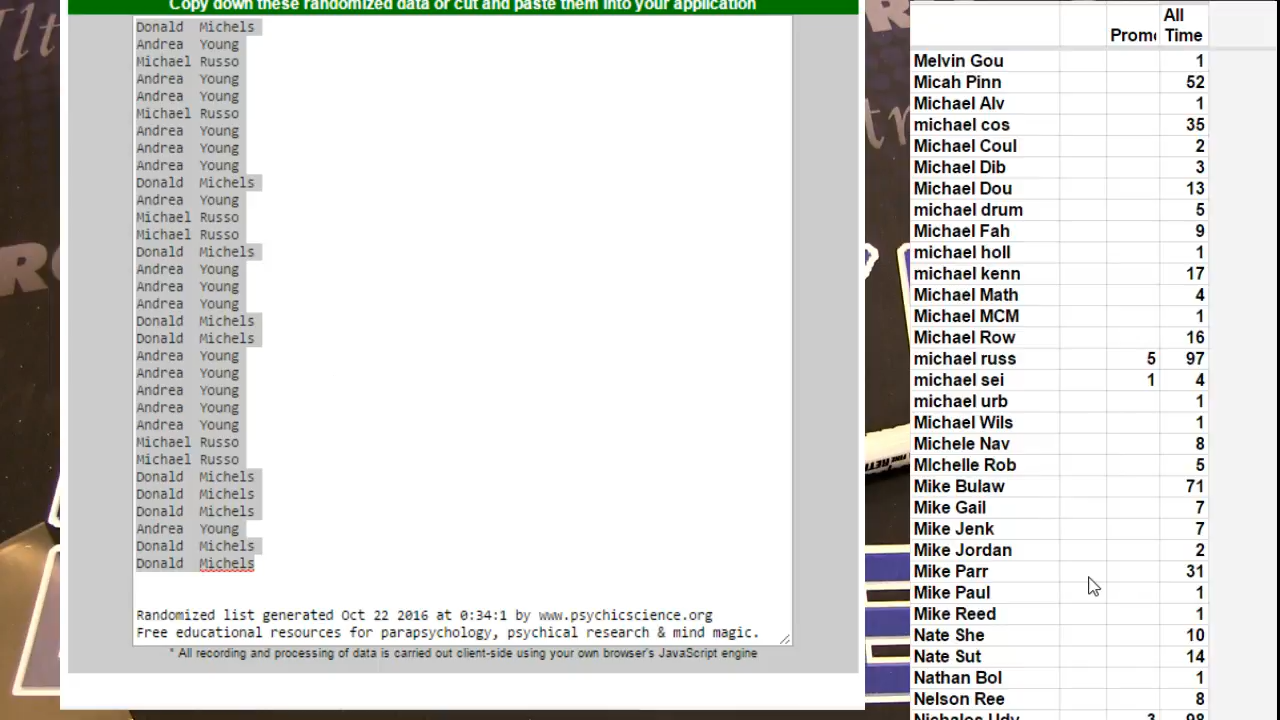 Copy down these randomized data or cut and paste them into your application
Donald Michels
Andrea Young
Michael Russo
Andrea Young
Andrea Young
Michael Russo
Andrea Young
Andrea Young
Andrea Young
Donald Michels
Andrea Young
Michael Russo
Michael Russo
Donald Michels
Andrea Young
Andrea Young
Andrea Young
Donald Michels
Donald Michels
Andrea Young
Andrea Young
Andrea Young
Andrea Young
Andrea Young
Michael Russo
Michael Russo
Donald Michels
Donald Michels
Donald Michels
Andrea Young
Donald Michels
Donald Michels
Randomized list generated Oct 22 2016 at 0:34:1 by www.psychicscience.org
Free educational resources for parapsychology, psychical research & mind magic.
* All recording and processing of data is carried out client-side using your own browser's JavaScript engine
Prom All Time
Melvin Gou 1
Micah Pinn 52
Michael Alv 1
michael cos 35
Michael Coul 2
Michael Dib 3
Michael Dou 13
michael drum 5
Michael Fah 9
michael holl 1
michael kenn 17
Michael Math 4
Michael MCM 1
Michael Row 16
michael russ 5 97
michael sei 1 4
michael urb 1
Michael Wils 1
Michele Nav 8
MIchelle Rob 5
Mike Bulaw 71
Mike Gail 7
Mike Jenk 7
Mike Jordan 2
Mike Parr 31
Mike Paul 1
Mike Reed 1
Nate She 10
Nate Sut 14
Nathan Bol 1
Nelson Ree 8
Nicholos Udy 3 98